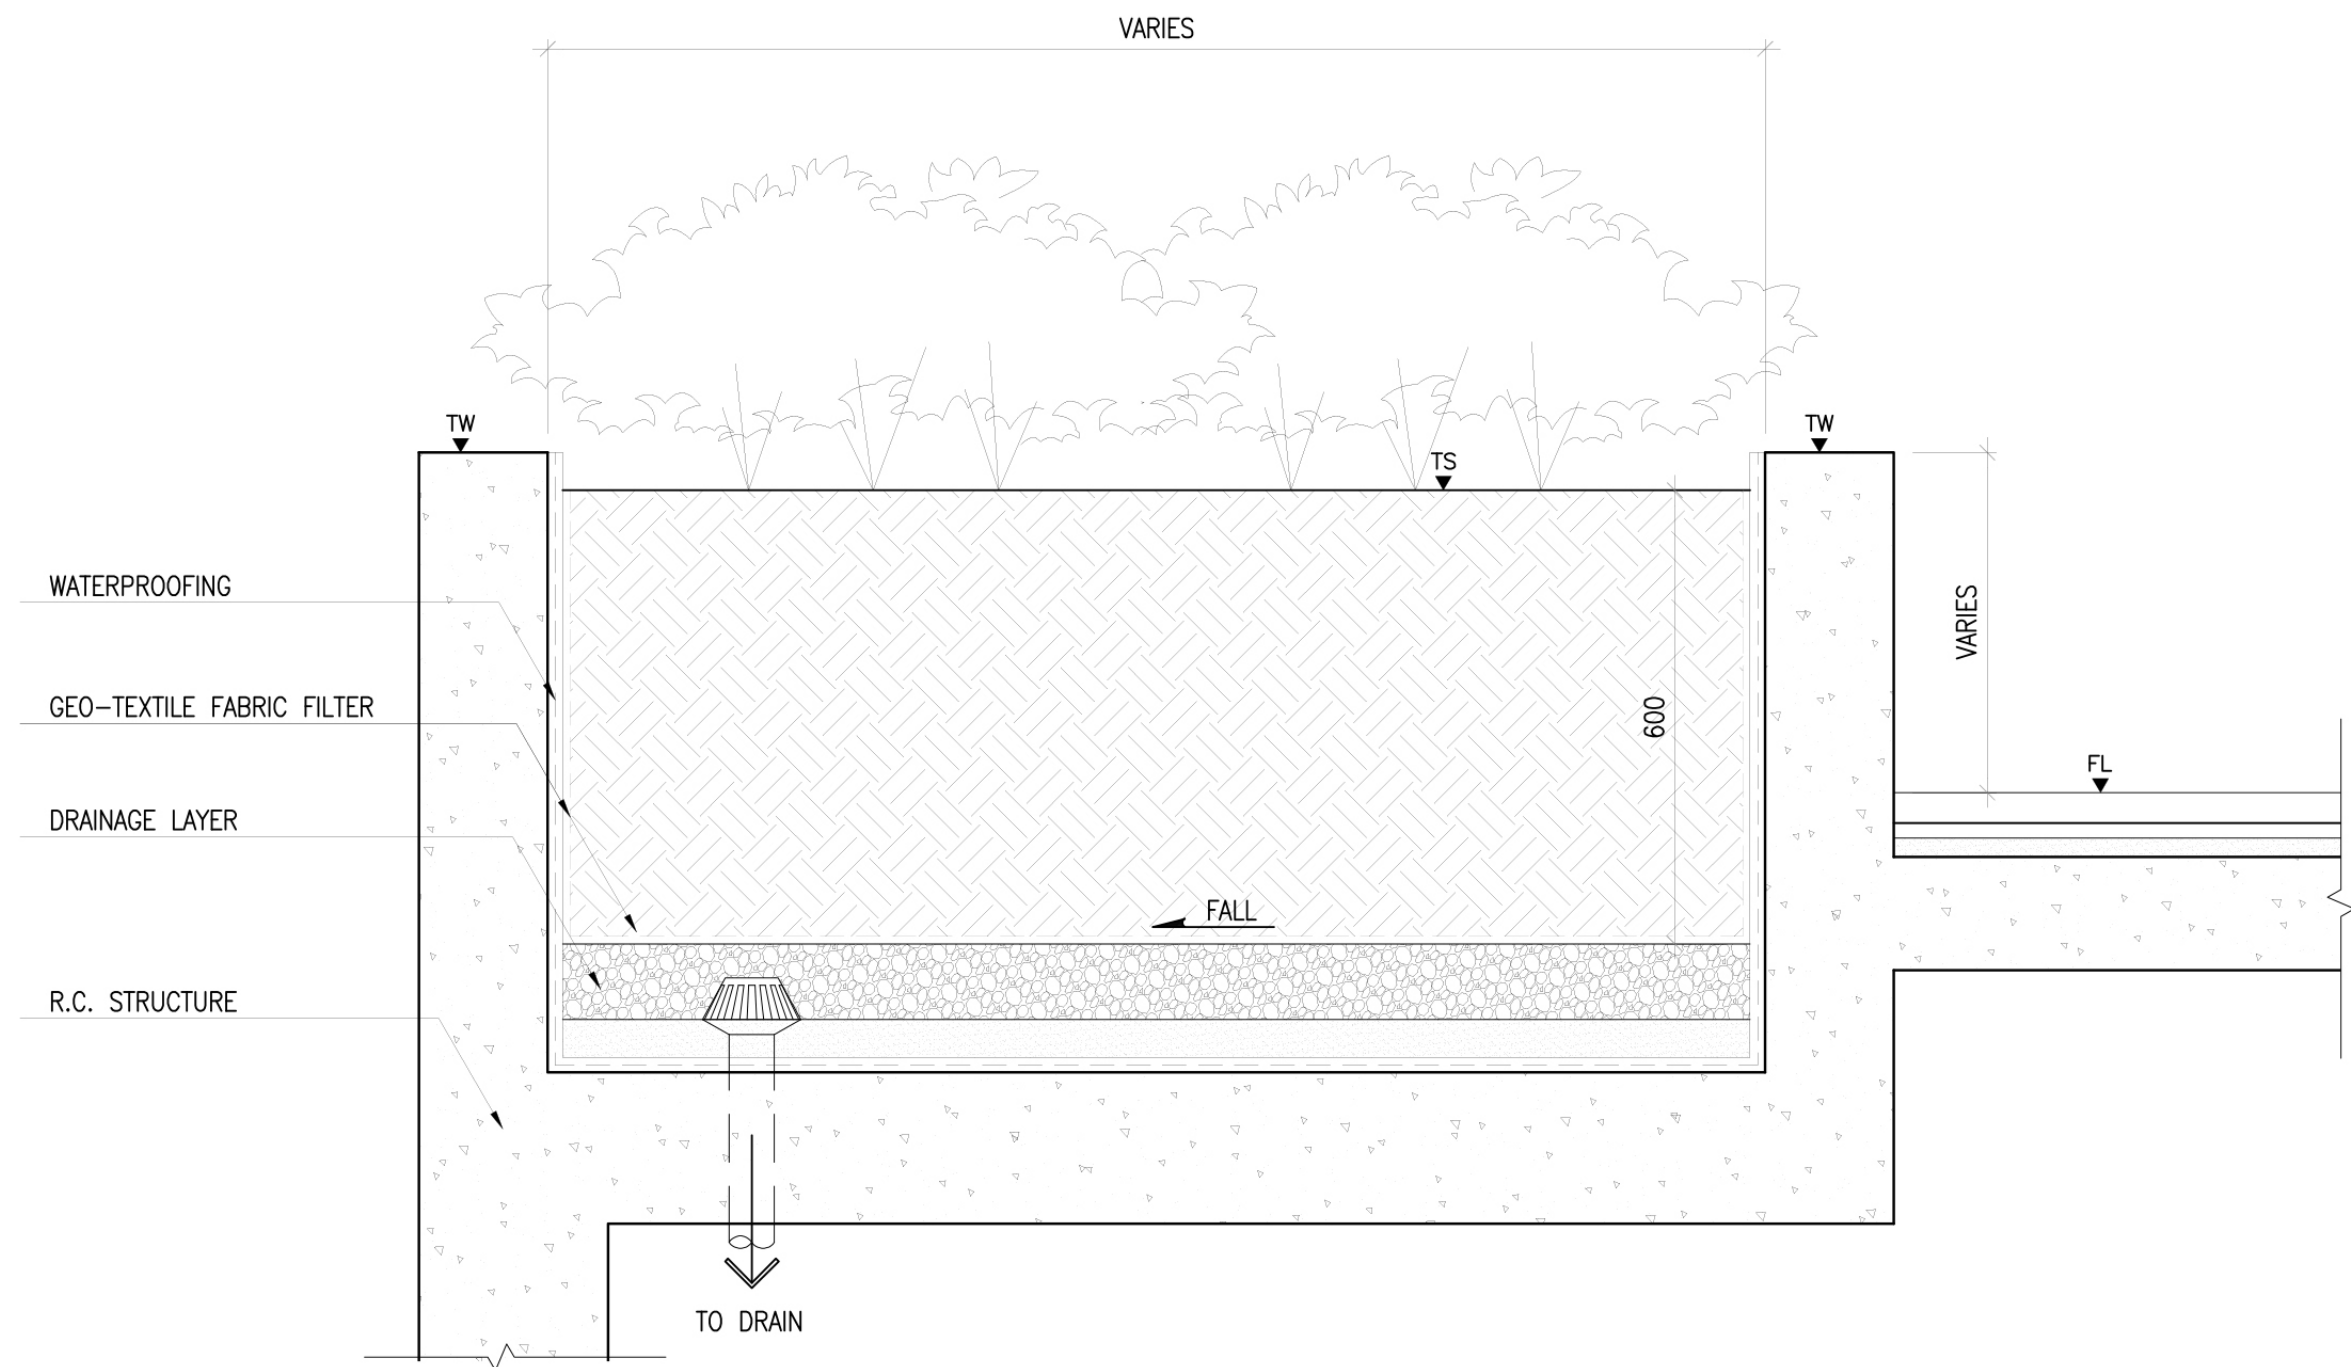 VARIES
TW
TW
TS
WATERPROOFING
VARIES
GEO-TEXTILE FABRIC FILTER
600
FL
DRAINAGE LAYER
FALL
R.C. STRUCTURE
TO DRAIN